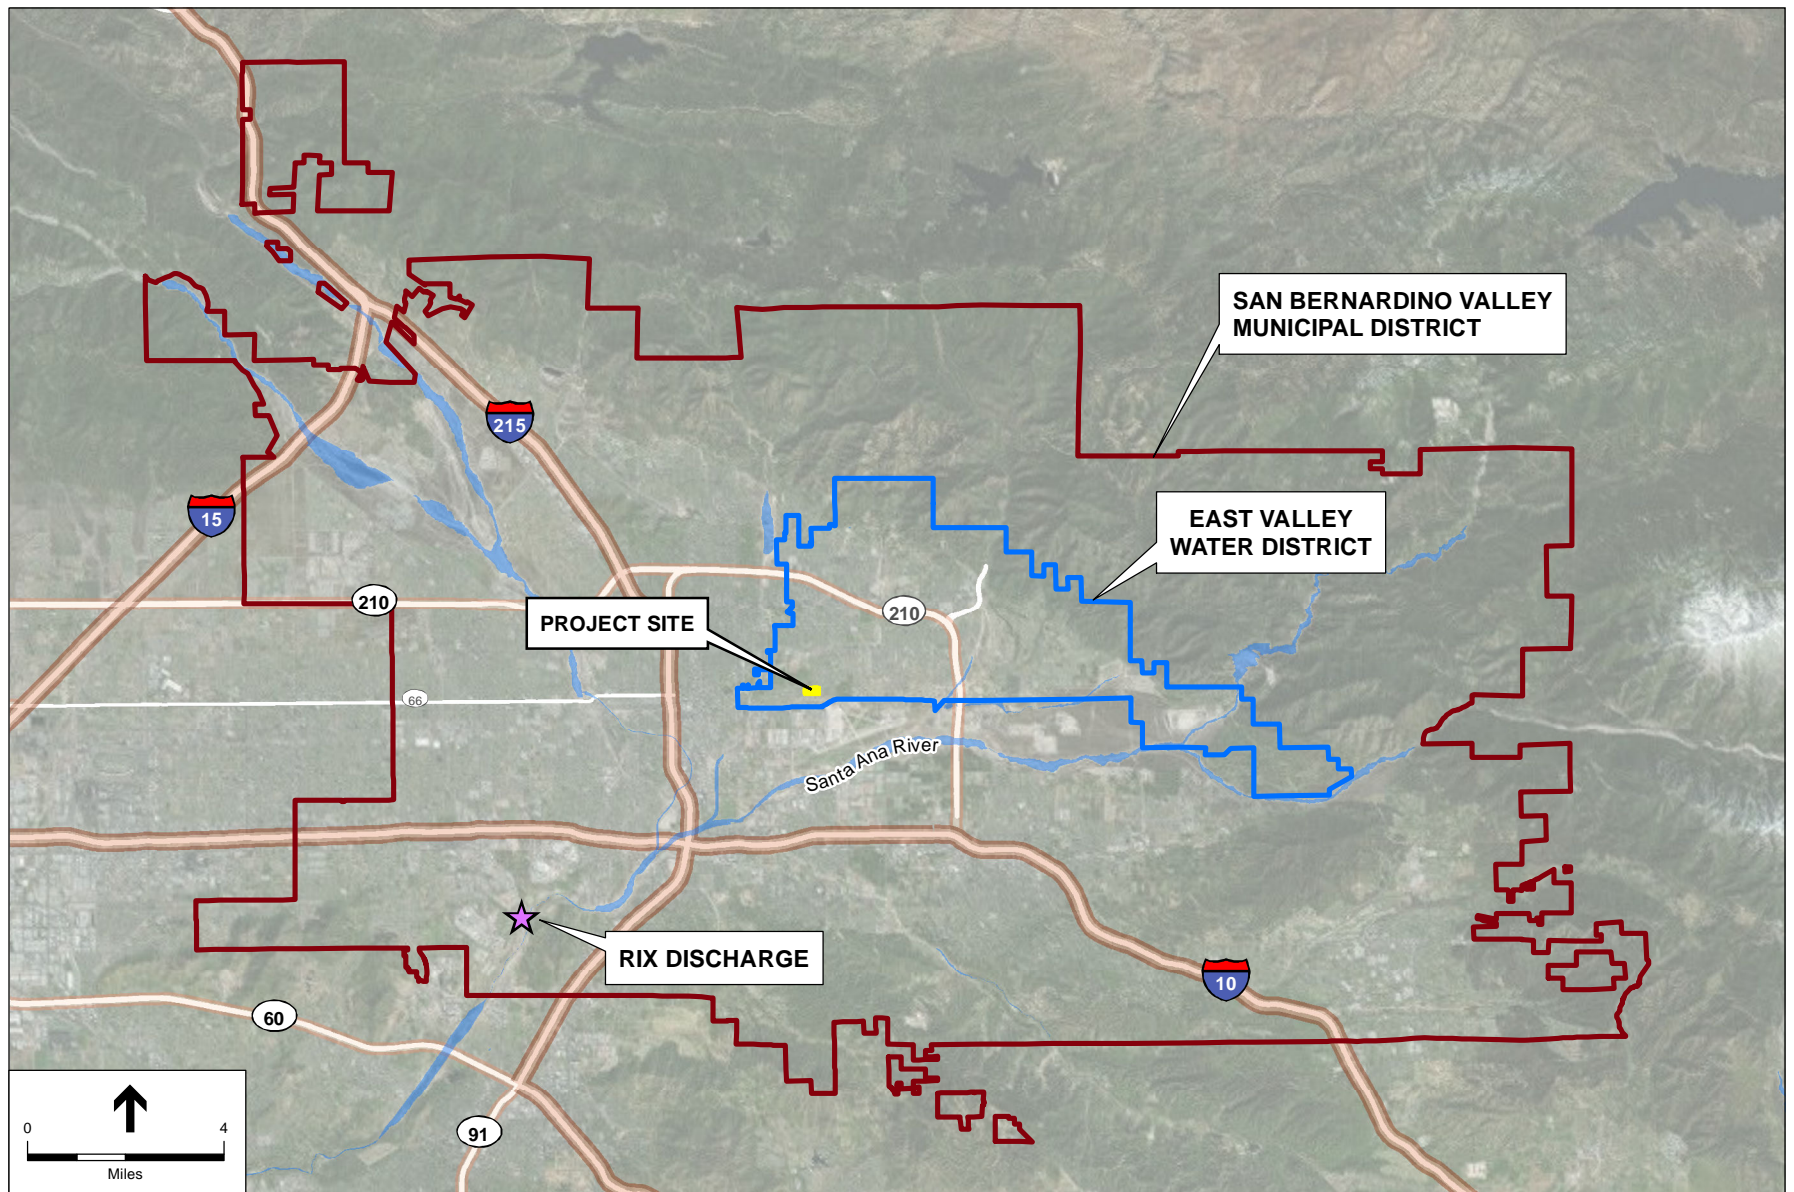 SAN BERNARDINO VALLEY
MUNICIPAL DISTRICT
215
15
EAST VALLEY
WATER DISTRICT
210
210
PROJECT SITE
66
Santa Ana River
RIX DISCHARGE
10
60
91
0 4
Miles